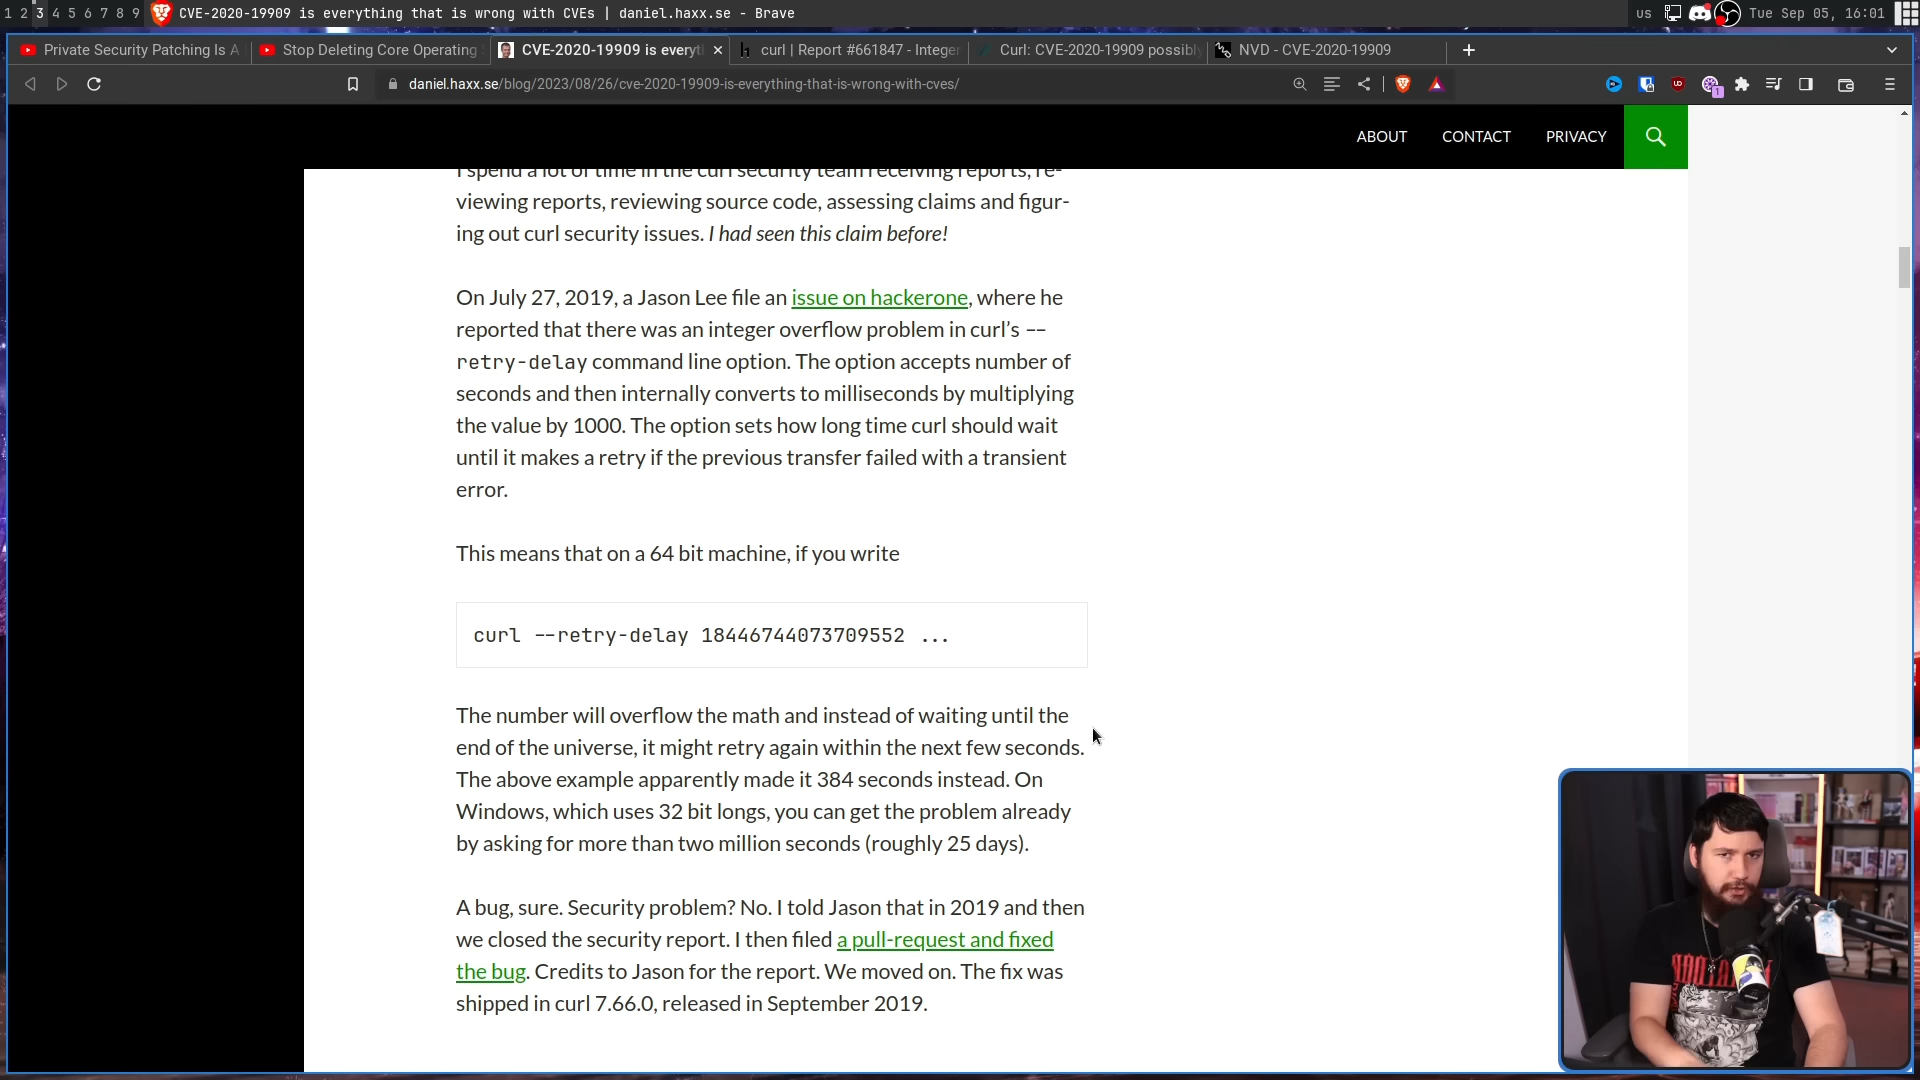 1 2 3 4 5 6 7 8 9 CVE-2020-19909 is everything that is wrong with CVEs | daniel.haxx.se - Brave us Tue Sep 05, 16:01
Private Security Patching Is A Stop Deleting Core Operating CVE-2020-19909 is everyt curl | Report #661847 - Integer Curl: CVE-2020-19909 possibl NVD - CVE-2020-19909
daniel.haxx.se/blog/2023/08/26/cve-2020-19909-is-everything-that-is-wrong-with-cves/
ABOUT CONTACT PRIVACY
I spend a lot of time in the curl security team receiving reports, re-
viewing reports, reviewing source code, assessing claims and figur-
ing out curl security issues. I had seen this claim before!
On July 27, 2019, a Jason Lee file an issue on hackerone, where he
reported that there was an integer overflow problem in curl’s --
retry-delay command line option. The option accepts number of
seconds and then internally converts to milliseconds by multiplying
the value by 1000. The option sets how long time curl should wait
until it makes a retry if the previous transfer failed with a transient
error.
This means that on a 64 bit machine, if you write
curl --retry-delay 18446744073709552 ...
The number will overflow the math and instead of waiting until the
end of the universe, it might retry again within the next few seconds.
The above example apparently made it 384 seconds instead. On
Windows, which uses 32 bit longs, you can get the problem already
by asking for more than two million seconds (roughly 25 days).
A bug, sure. Security problem? No. I told Jason that in 2019 and then
we closed the security report. I then filed a pull-request and fixed
the bug. Credits to Jason for the report. We moved on. The fix was
shipped in curl 7.66.0, released in September 2019.